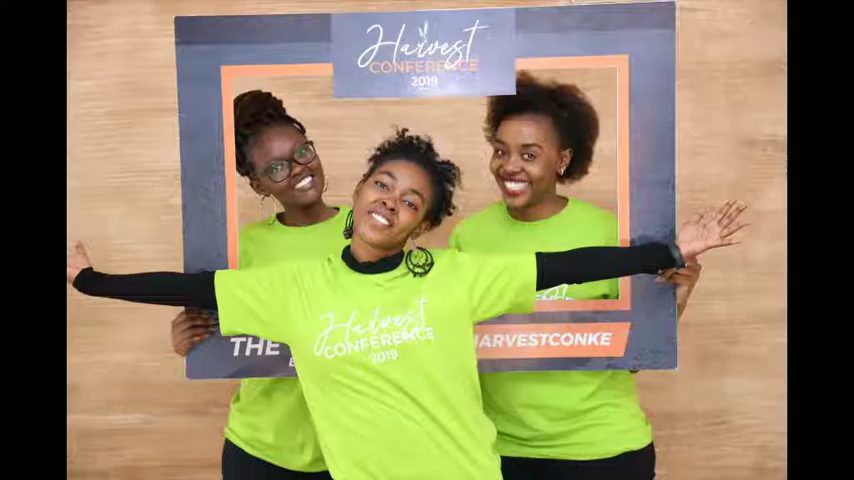 Harvest
CONFERENCE
2019
Harvest
CONFERENCE
2019
THE
HARVESTCONKE